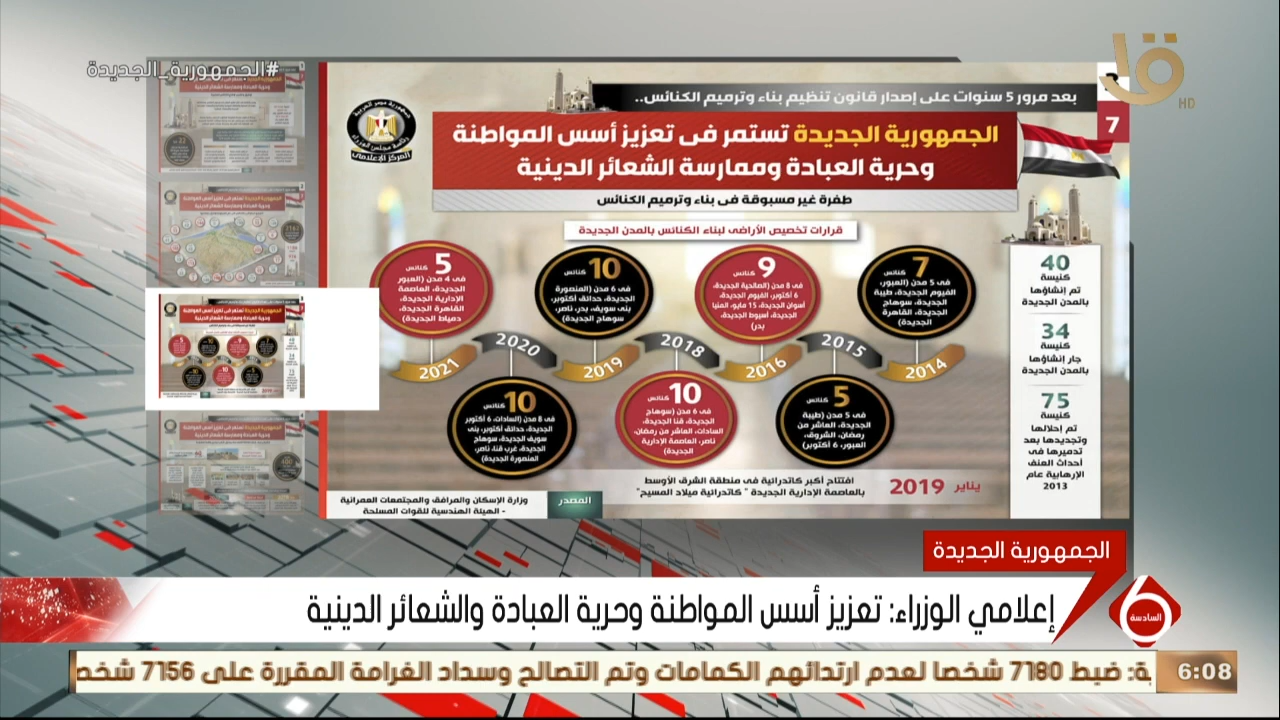 #الجمهورية_الجديدة
HD
بعد مرور 5 سنوات على إصدار قانون تنظيم بناء وترميم الكنائس..
7
الجمهورية الجديدة تستمر فى تعزيز أسس المواطنة
وحرية العبادة وممارسة الشعائر الدينية
جمهورية مصر العربية
رئاسة مجلس الوزراء
المركز الإعلامى
طفرة غير مسبوقة فى بناء وترميم الكنائس
قرارات تخصيص الأراضى لبناء الكنائس بالمدن الجديدة
7 كنائس
فى 5 مدن (العبور،
الفيوم الجديدة، طيبة
الجديدة، سوهاج
الجديدة، القاهرة
الجديدة)
9 كنائس
فى 8 مدن (الصالحية الجديدة،
6 أكتوبر، الفيوم الجديدة،
أسوان الجديدة، 15 مايو، المنيا
الجديدة، أسيوط الجديدة،
بدر)
10 كنائس
فى 6 مدن (المنصورة
الجديدة، حدائق أكتوبر،
بنى سويف، بدر، ناصر،
سوهاج الجديدة)
5 كنائس
فى 4 مدن (العبور
الجديدة، العاصمة
الإدارية الجديدة،
القاهرة الجديدة،
دمياط الجديدة)
2014
2015
2016
2018
2019
2020
2021
5 كنائس
فى 5 مدن (طيبة
الجديدة، العاشر من
رمضان، الشروق،
العبور، 6 أكتوبر)
10 كنائس
فى 6 مدن (سوهاج
الجديدة، قنا الجديدة،
السادات، العاشر من رمضان،
ناصر، العاصمة الإدارية
الجديدة)
10 كنائس
فى 8 مدن (السادات، 6 أكتوبر
الجديدة، حدائق أكتوبر، بنى
سويف الجديدة، سوهاج
الجديدة، غرب قنا، ناصر،
المنصورة الجديدة)
40
كنيسة
تم إنشاؤها
بالمدن الجديدة
34
كنيسة
جار إنشاؤها
بالمدن الجديدة
75
كنيسة
تم إحلالها
وتجديدها بعد
تدميرها فى
أحداث العنف
الإرهابية عام
2013
يناير 2019
افتتاح أكبر كاتدرائية فى منطقة الشرق الأوسط
بالعاصمة الإدارية الجديدة " كاتدرائية ميلاد المسيح"
المصدر
وزارة الإسكان والمرافق والمجتمعات العمرانية
- الهيئة الهندسية للقوات المسلحة
الجمهورية الجديدة
السادسة
إعلامي الوزراء: تعزيز أسس المواطنة وحرية العبادة والشعائر الدينية
6:08
ية: ضبط 7180 شخصا لعدم ارتدائهم الكمامات وتم التصالح وسداد الغرامة المقررة على 7156 شخص